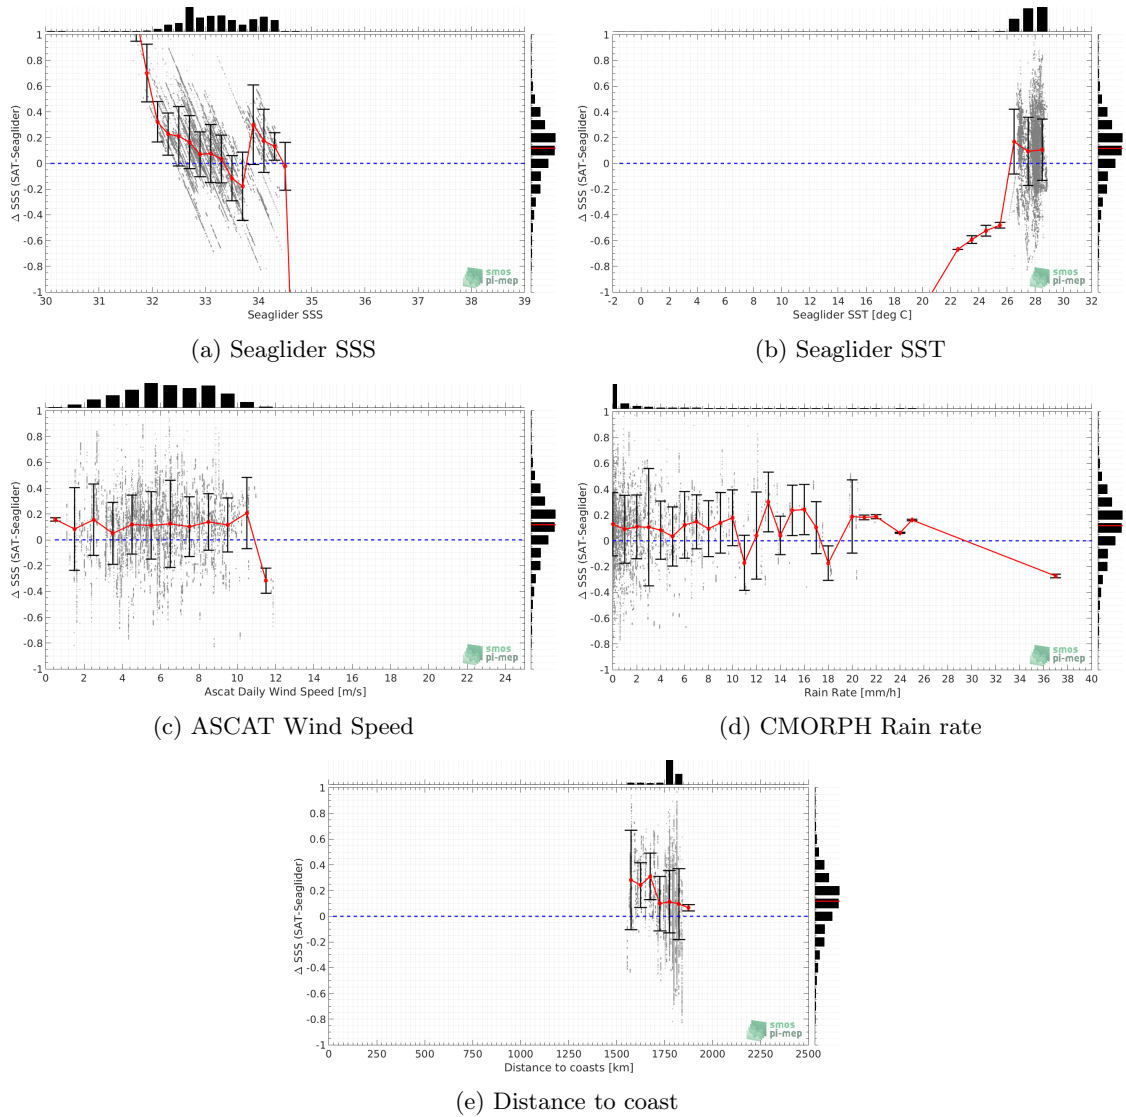 1
0.8
0.6
0.4
0.2
0
-0.2
-0.4
-0.6
-0.8
-1
Δ SSS (SAT-Seaglider)
30 31 32 33 34 35 36 37 38 39
Seaglider SSS
smos
pi-mep
(a) Seaglider SSS
1
0.8
0.6
0.4
0.2
0
-0.2
-0.4
-0.6
-0.8
-1
Δ SSS (SAT-Seaglider)
-2 0 2 4 6 8 10 12 14 16 18 20 22 24 26 28 30 32
Seaglider SST [deg C]
smos
pi-mep
(b) Seaglider SST
1
0.8
0.6
0.4
0.2
0
-0.2
-0.4
-0.6
-0.8
-1
Δ SSS (SAT-Seaglider)
0 2 4 6 8 10 12 14 16 18 20 22 24
Ascat Daily Wind Speed [m/s]
smos
pi-mep
(c) ASCAT Wind Speed
1
0.8
0.6
0.4
0.2
0
-0.2
-0.4
-0.6
-0.8
-1
Δ SSS (SAT-Seaglider)
0 2 4 6 8 10 12 14 16 18 20 22 24 26 28 30 32 34 36 38 40
Rain Rate [mm/h]
smos
pi-mep
(d) CMORPH Rain rate
1
0.8
0.6
0.4
0.2
0
-0.2
-0.4
-0.6
-0.8
-1
Δ SSS (SAT-Seaglider)
0 250 500 750 1000 1250 1500 1750 2000 2250 2500
Distance to coasts [km]
smos
pi-mep
(e) Distance to coast